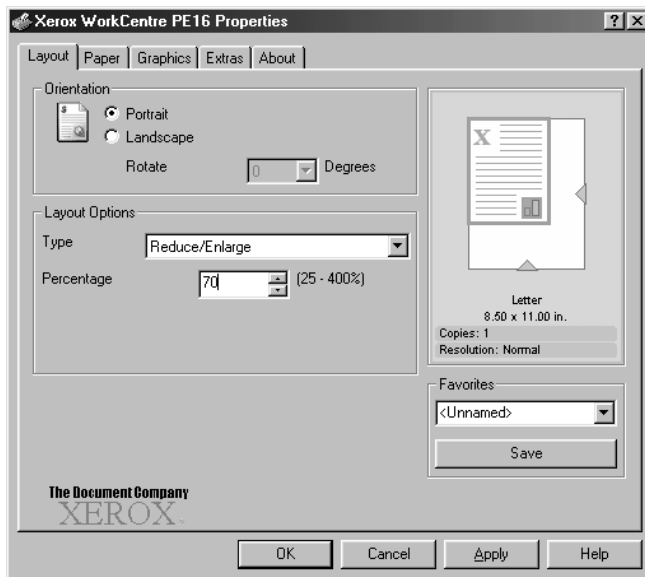 Xerox WorkCentre PE16 Properties
Layout Paper Graphics Extras About
Orientation
Portrait
Landscape
Rotate 0 Degrees
Layout Options
Type Reduce/Enlarge
Percentage 70 (25 - 400%)
X
Letter
8.50 x 11.00 in.
Copies: 1
Resolution: Normal
Favorites
<Unnamed>
Save
The Document Company
XEROX
OK Cancel Apply Help